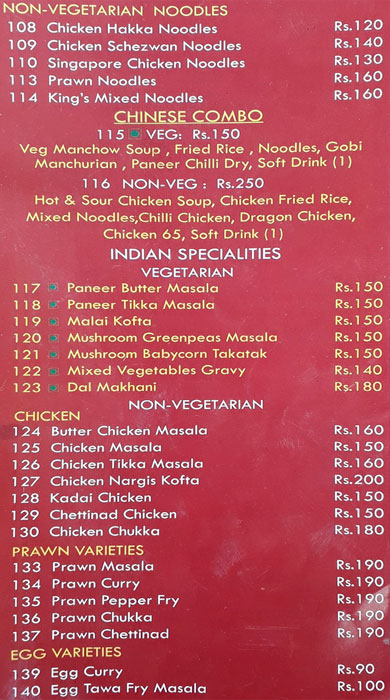 NON-VEGETARIAN NOODLES
108 Chicken Hakka Noodles Rs.120
109 Chicken Schezwan Noodles Rs.140
110 Singapore Chicken Noodles Rs.130
113 Prawn Noodles Rs.160
114 King's Mixed Noodles Rs.160
CHINESE COMBO
115 VEG: Rs.150
Veg Manchow Soup , Fried Rice , Noodles, Gobi
Manchurian , Paneer Chilli Dry, Soft Drink (1)
116 NON-VEG : Rs.250
Hot & Sour Chicken Soup, Chicken Fried Rice,
Mixed Noodles,Chilli Chicken, Dragon Chicken,
Chicken 65, Soft Drink (1)
INDIAN SPECIALITIES
VEGETARIAN
117 Paneer Butter Masala Rs.150
118 Paneer Tikka Masala Rs.150
119 Malai Kofta Rs.150
120 Mushroom Greenpeas Masala Rs.150
121 Mushroom Babycorn Takatak Rs.150
122 Mixed Vegetables Gravy Rs.140
123 Dal Makhani Rs.180
NON-VEGETARIAN
CHICKEN
124 Butter Chicken Masala Rs.160
125 Chicken Masala Rs.150
126 Chicken Tikka Masala Rs.160
127 Chicken Nargis Kofta Rs.200
128 Kadai Chicken Rs.150
129 Chettinad Chicken Rs.150
130 Chicken Chukka Rs.180
PRAWN VARIETIES
133 Prawn Masala Rs.190
134 Prawn Curry Rs.190
135 Prawn Pepper Fry Rs.190
136 Prawn Chukka Rs.190
137 Prawn Chettinad Rs.190
EGG VARIETIES
139 Egg Curry Rs.90
140 Egg Tawa Fry Masala Rs.100